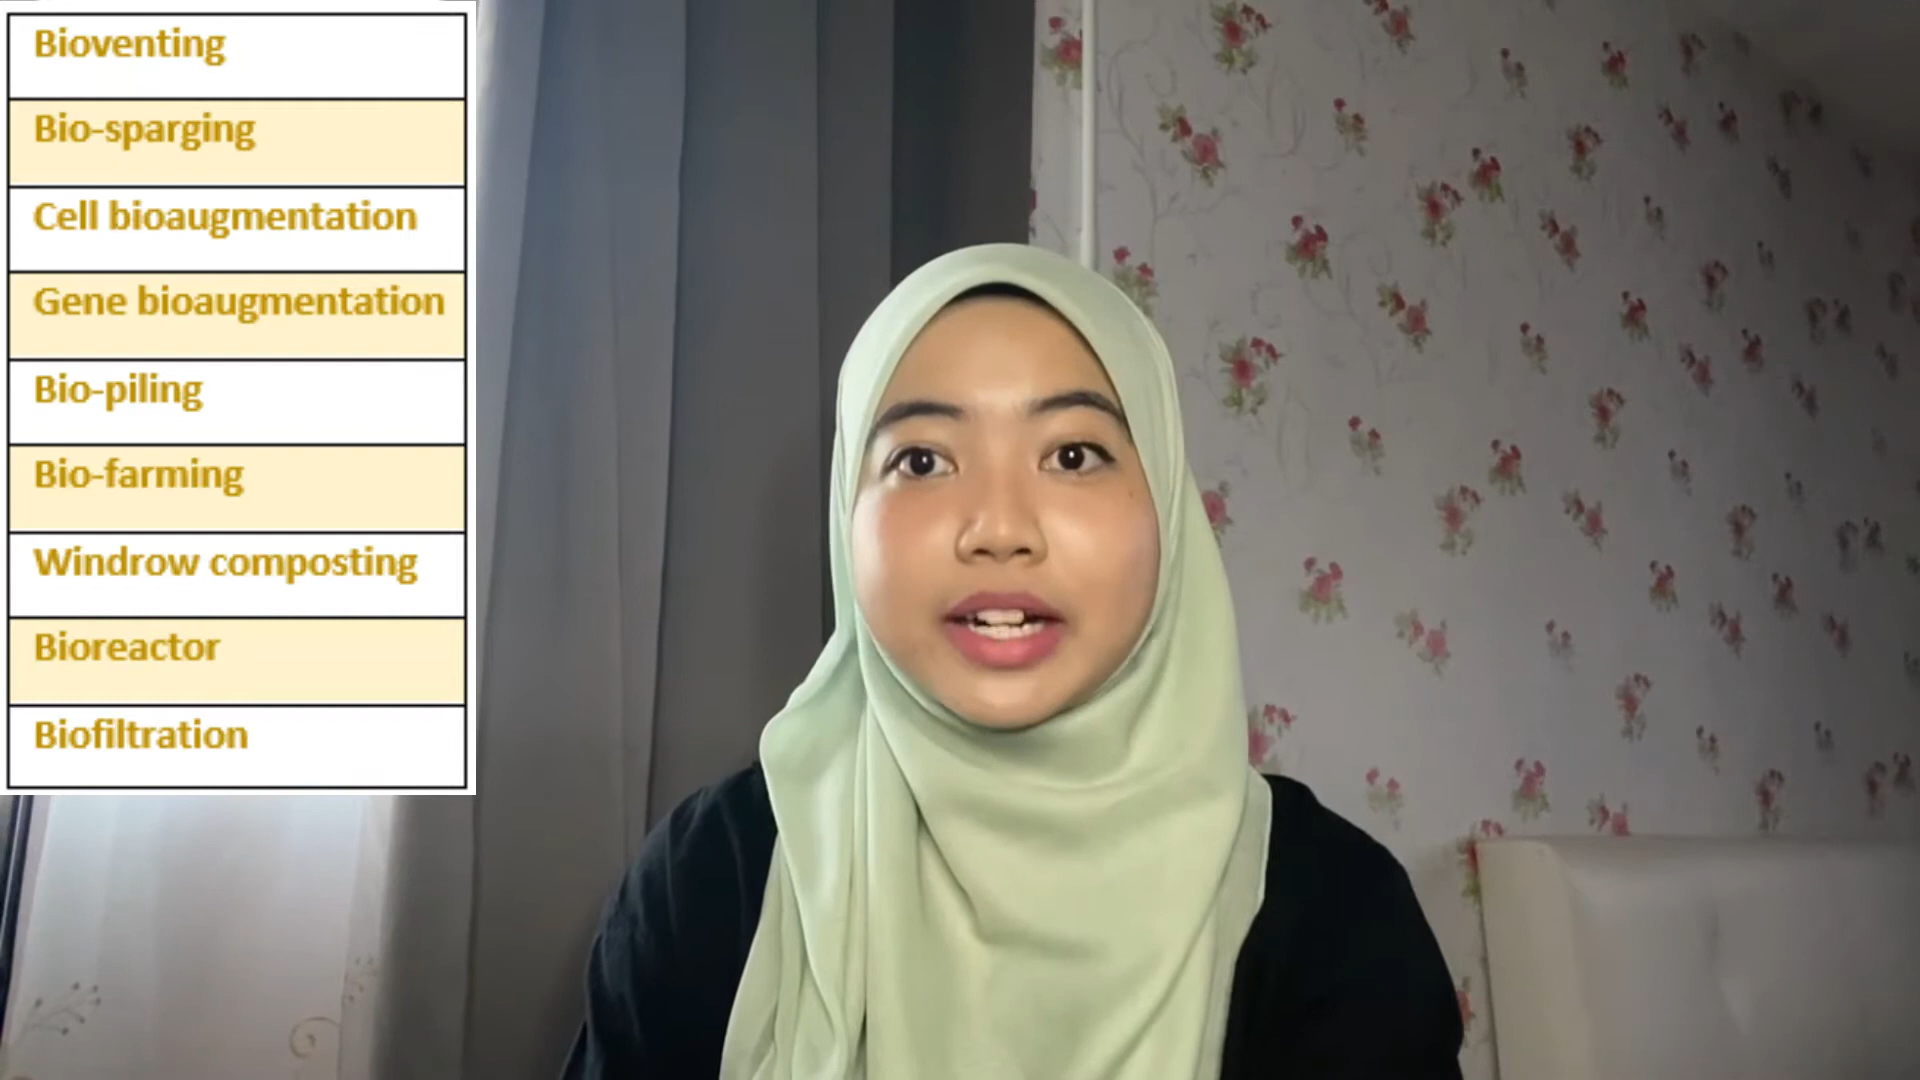 Bioventing
Bio-sparging
Cell bioaugmentation
Gene bioaugmentation
Bio-piling
Bio-farming
Windrow composting
Bioreactor
Biofiltration